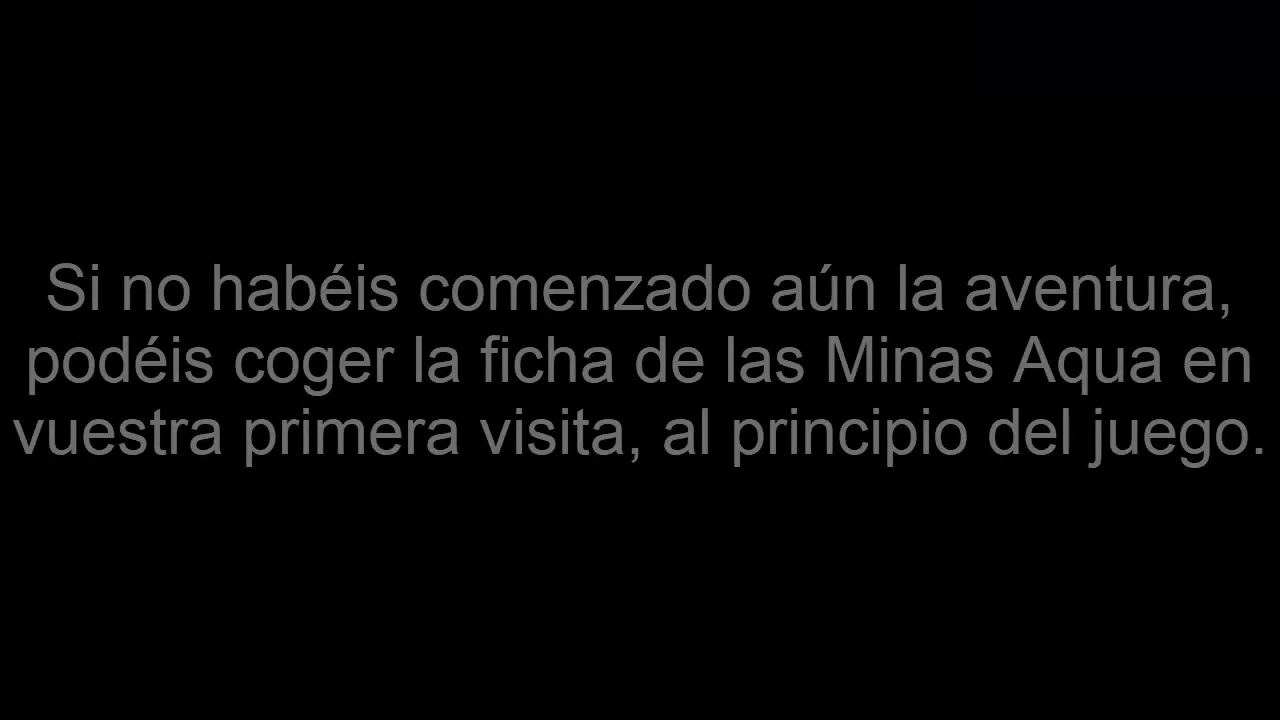 Si no habéis comenzado aún la aventura,
podéis coger la ficha de las Minas Aqua en
vuestra primera visita, al principio del juego.